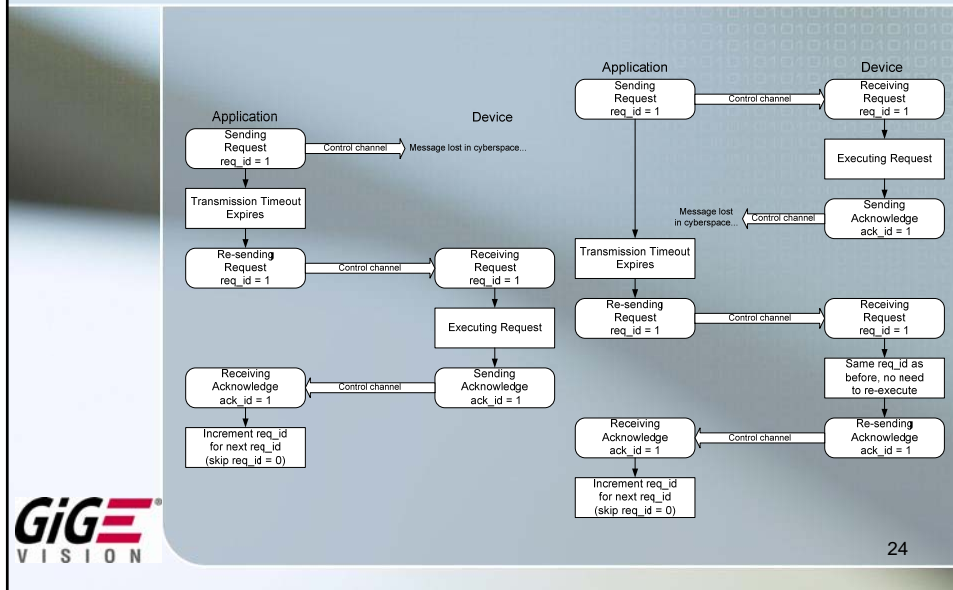 Application
Device
Sending
Request
req_id = 1
Control channel
Message lost in cyberspace...
Transmission Timeout
Expires
Re-sending
Request
req_id = 1
Control channel
Receiving
Request
req_id = 1
Executing Request
Receiving
Acknowledge
ack_id = 1
Control channel
Sending
Acknowledge
ack_id = 1
Increment req_id
for next req_id
(skip req_id = 0)
Application
Device
Sending
Request
req_id = 1
Control channel
Receiving
Request
req_id = 1
Executing Request
Message lost
in cyberspace...
Control channel
Sending
Acknowledge
ack_id = 1
Transmission Timeout
Expires
Re-sending
Request
req_id = 1
Control channel
Receiving
Request
req_id = 1
Same req_id as
before, no need
to re-execute
Receiving
Acknowledge
ack_id = 1
Control channel
Re-sending
Acknowledge
ack_id = 1
Increment req_id
for next req_id
(skip req_id = 0)
GiGE®
VISION
24